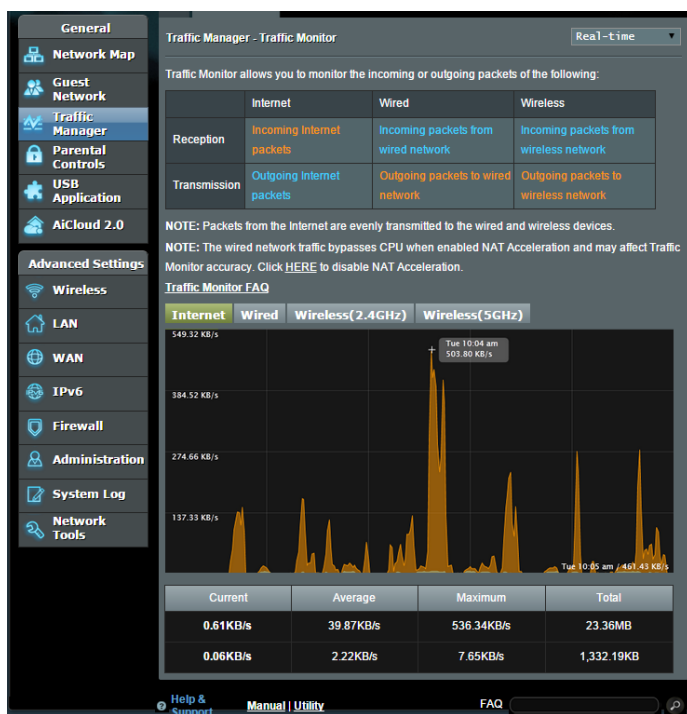 General
Network Map
Guest
Network
Traffic
Manager
Parental
Controls
USB
Application
AiCloud 2.0
Advanced Settings
Wireless
LAN
WAN
IPv6
Firewall
Administration
System Log
Network
Tools
Traffic Manager - Traffic Monitor
Real-time
Traffic Monitor allows you to monitor the incoming or outgoing packets of the following:
Internet Wired Wireless
Reception
Incoming Internet
packets
Incoming packets from
wired network
Incoming packets from
wireless network
Transmission
Outgoing Internet
packets
Outgoing packets to wired
network
Outgoing packets to
wireless network
NOTE: Packets from the Internet are evenly transmitted to the wired and wireless devices.
NOTE: The wired network traffic bypasses CPU when enabled NAT Acceleration and may affect Traffic
Monitor accuracy. Click HERE to disable NAT Acceleration.
Traffic Monitor FAQ
Internet Wired Wireless(2.4GHz) Wireless(5GHz)
549.32 KB/s
Tue 10:04 am
503.80 KB/s
384.52 KB/s
274.66 KB/s
137.33 KB/s
Tue 10:05 am / 461.43 KB/s
Current Average Maximum Total
0.61KB/s 39.87KB/s 536.34KB/s 23.36MB
0.06KB/s 2.22KB/s 7.65KB/s 1,332.19KB
Help &
Support
Manual | Utility
FAQ